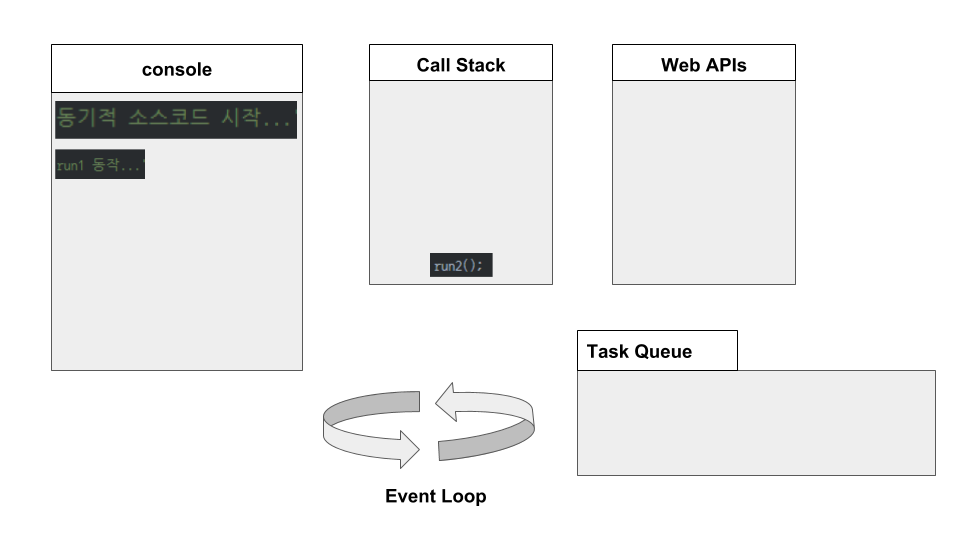 console
동기적 소스코드 시작...'
run1 동작...'
Call Stack
run2();
Web APIs
Task Queue
Event Loop